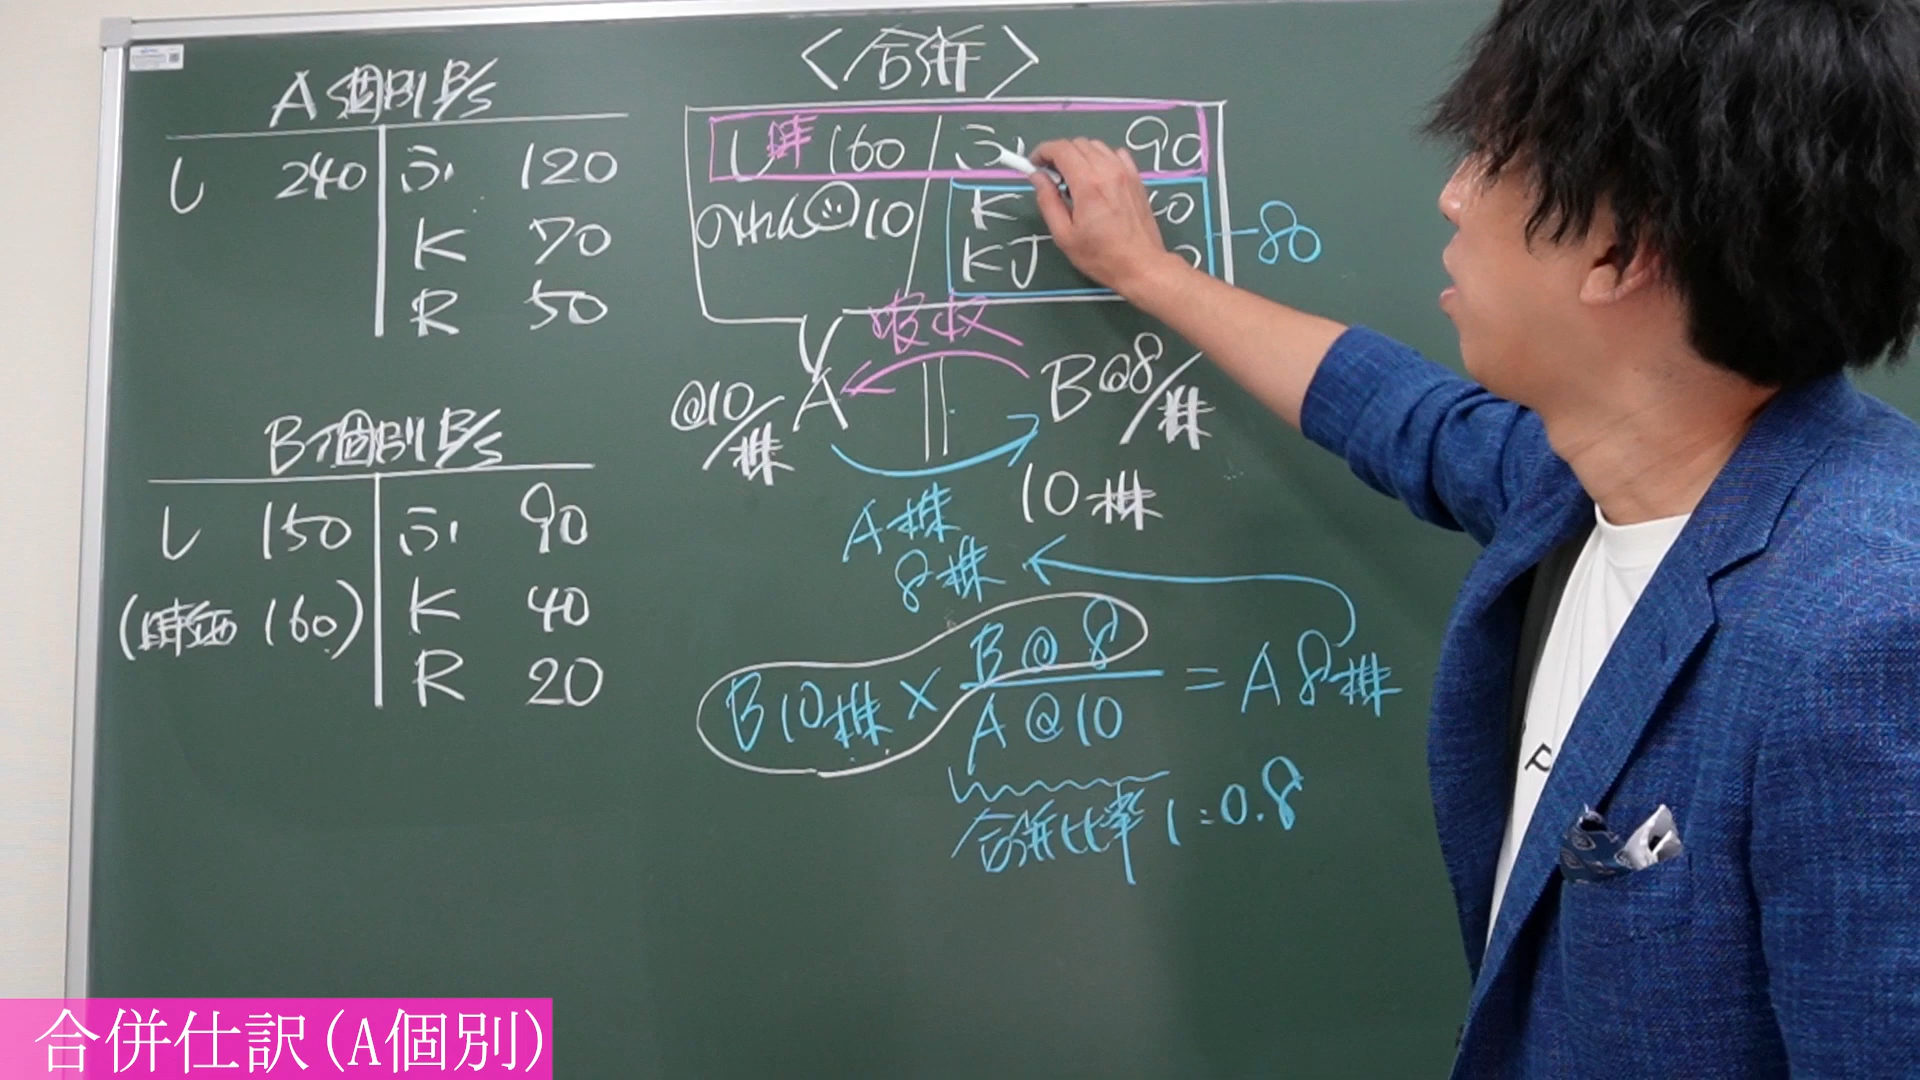 A個別B/S
し 240 ふ 120
K 70
R 50
B個別B/S
し 150 ふ 90
(時価 160) K 40
R 20
<合併>
し時 160 ふ 90
のれん 10 K
KJ
80
吸収
@10/株 A B@8/株
10株
A株
8株
B10株×B@8/A@10=A8株
合併比率 1:0.8
合併仕訳(A個別)